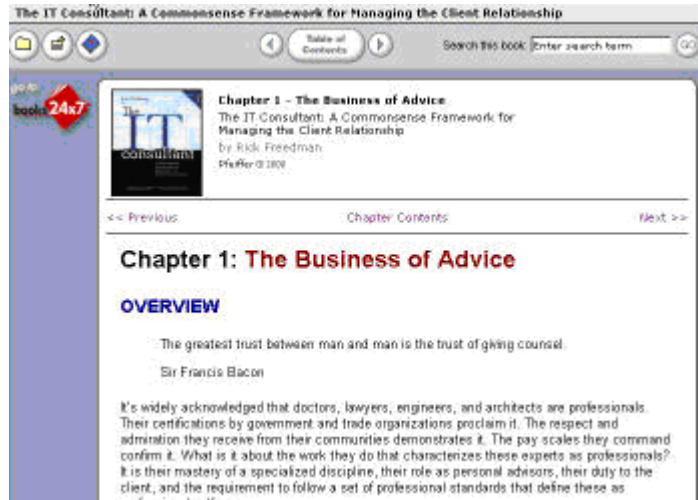 The IT Consultant: A Commonsense Framework for Managing the Client Relationship
Table of
Contents
Search this book: Enter search term
GO
go to
books 24x7
The
IT
consultant
Chapter 1 - The Business of Advice
The IT Consultant: A Commonsense Framework for
Managing the Client Relationship
by Rick Freedman
Pfeiffer © 2000
<< Previous
Chapter Contents
Next >>
Chapter 1: The Business of Advice
OVERVIEW
The greatest trust between man and man is the trust of giving counsel.
Sir Francis Bacon
It's widely acknowledged that doctors, lawyers, engineers, and architects are professionals.
Their certifications by government and trade organizations proclaim it. The respect and
admiration they receive from their communities demonstrates it. The pay scales they command
confirm it. What is it about the work they do that characterizes these experts as professionals?
It is their mastery of a specialized discipline, their role as personal advisors, their duty to the
client, and the requirement to follow a set of professional standards that define these as